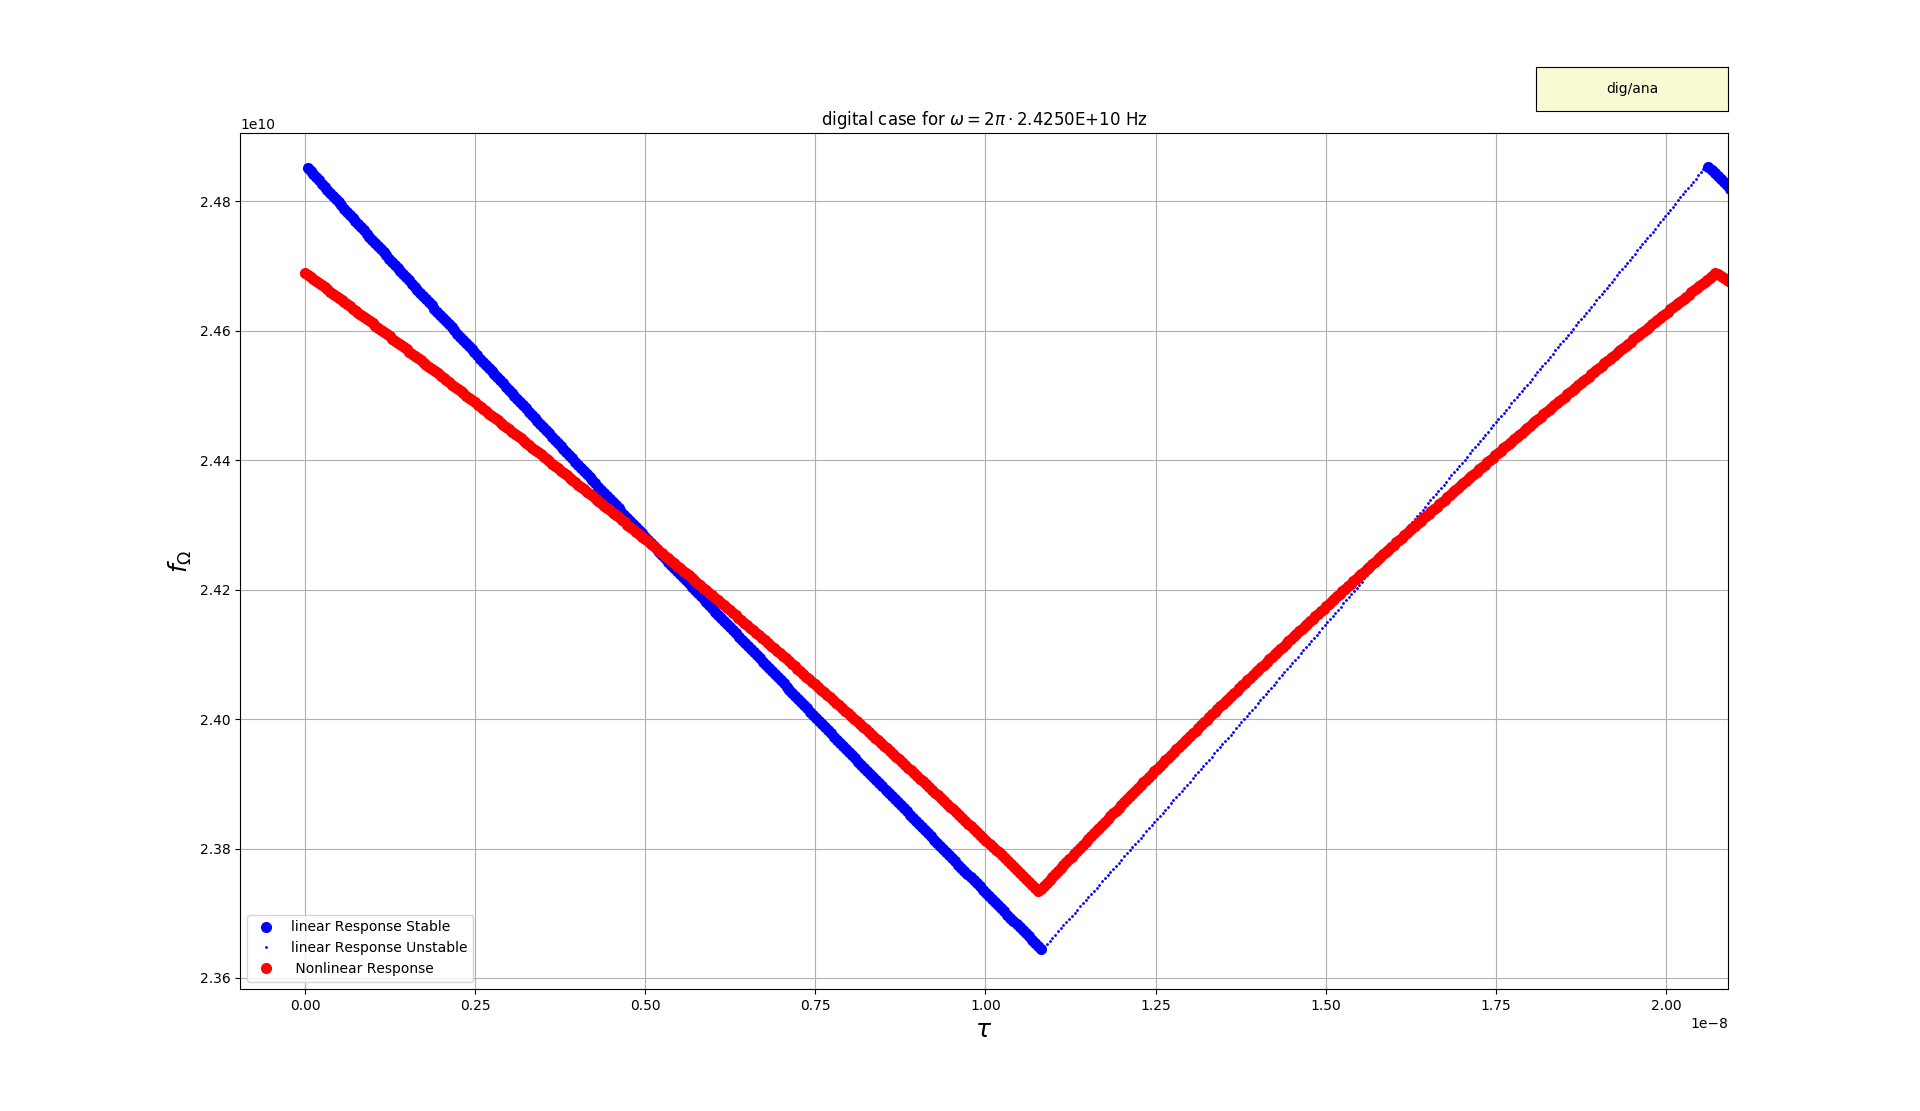 dig/ana
digital case for ω = 2π · 2.4250E+10 Hz
1e10
2.48
2.46
2.44
2.42
2.40
2.38
2.36
f_Ω
linear Response Stable
linear Response Unstable
Nonlinear Response
0.00 0.25 0.50 0.75 1.00 1.25 1.50 1.75 2.00
1e−8
τ